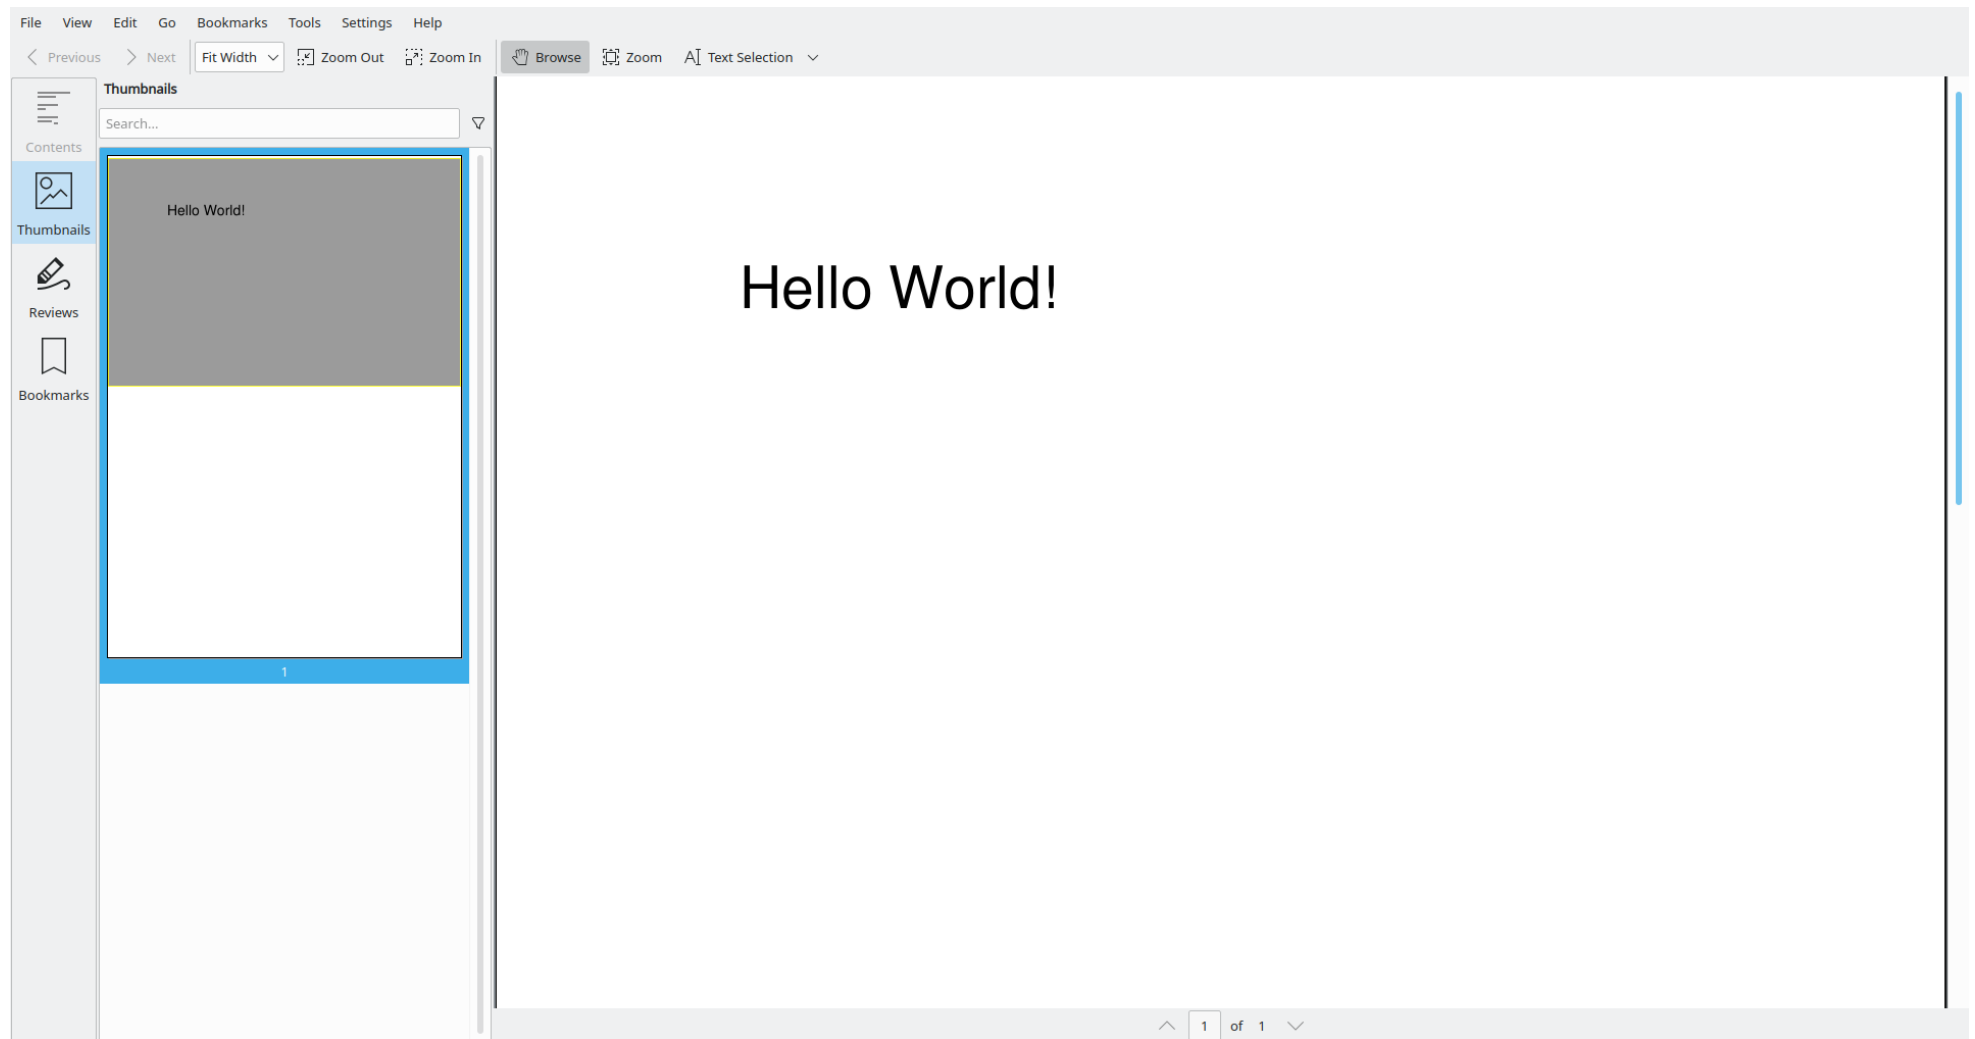 File View Edit Go Bookmarks Tools Settings Help
Previous Next Fit Width Zoom Out Zoom In Browse Zoom Text Selection
Thumbnails
Search...
Contents
Thumbnails
Reviews
Bookmarks
Hello World!
1
Hello World!
1 of 1